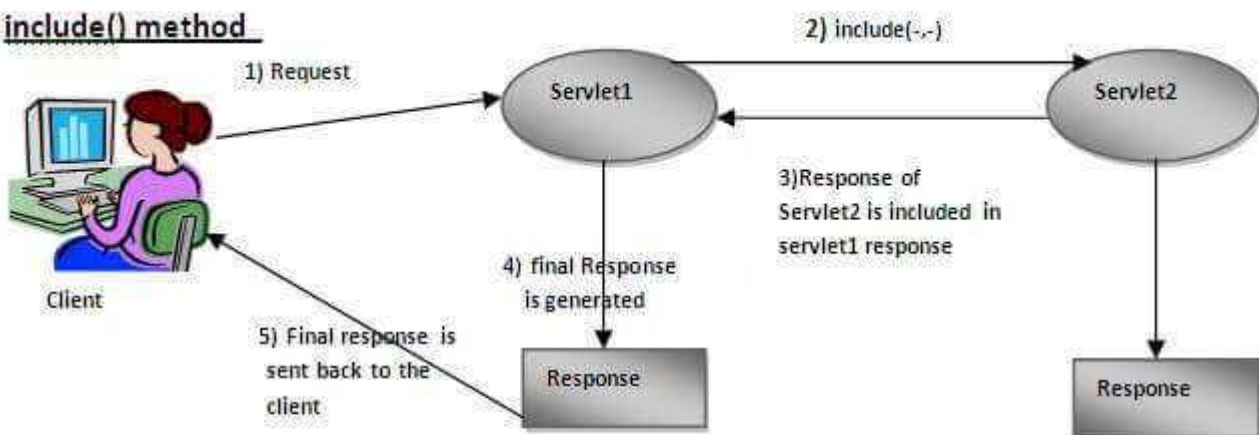 include() method
2) include(-,-)
1) Request
Servlet1
Servlet2
3)Response of
Servlet2 is included in
servlet1 response
4) final Response
is generated
Client
5) Final response is
sent back to the
client
Response
Response